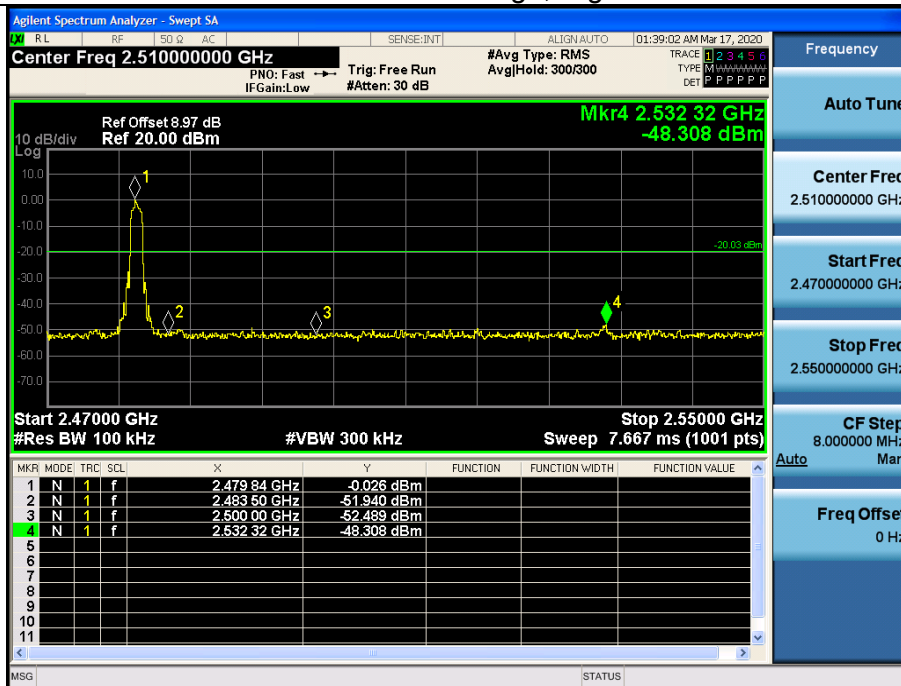 Agilent Spectrum Analyzer - Swept SA
LXI RL RF 50 Ω AC SENSE:INT ALIGN AUTO 01:39:02 AM Mar 17, 2020
Center Freq 2.510000000 GHz #Avg Type: RMS TRACE 1 2 3 4 5 6
PNO: Fast Trig: Free Run Avg|Hold: 300/300 TYPE M W W W W W
IFGain:Low #Atten: 30 dB DET P P P P P P
Frequency
Auto Tune
Mkr4 2.532 32 GHz
Ref Offset 8.97 dB
10 dB/div Ref 20.00 dBm -48.308 dBm
Log
10.0
0.00
-10.0
-20.0
-30.0
-40.0
-50.0
-60.0
-70.0
1
2
3
4
-20.03 dBm
Start 2.47000 GHz Stop 2.55000 GHz
#Res BW 100 kHz #VBW 300 kHz Sweep 7.667 ms (1001 pts)
Center Freq
2.510000000 GHz
Start Freq
2.470000000 GHz
Stop Freq
2.550000000 GHz
CF Step
8.000000 MHz
Auto Man
Freq Offset
0 Hz
MKR MODE TRC SCL X Y FUNCTION FUNCTION WIDTH FUNCTION VALUE
1 N 1 f 2.479 84 GHz -0.026 dBm
2 N 1 f 2.483 50 GHz -51.940 dBm
3 N 1 f 2.500 00 GHz -52.489 dBm
4 N 1 f 2.532 32 GHz -48.308 dBm
5
6
7
8
9
10
11
MSG STATUS